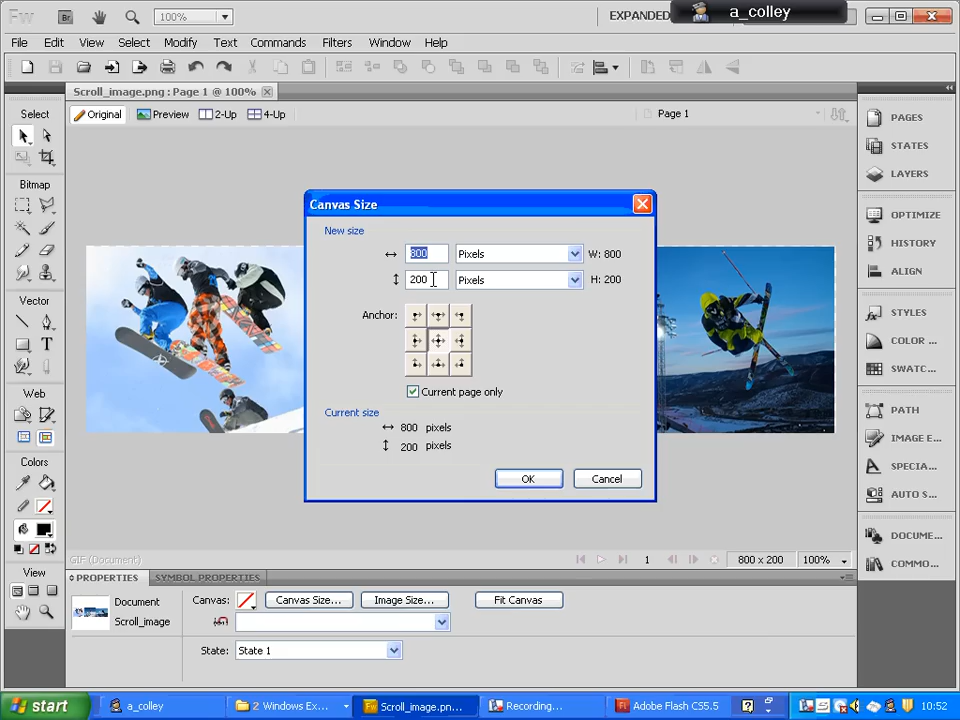 Fw
Br
100%
EXPANDED
a_colley
File Edit View Select Modify Text Commands Filters Window Help
Scroll_image.png : Page 1 @ 100%
Original Preview 2-Up 4-Up
Page 1
Select
Bitmap
Vector
T
Web
Colors
View
Canvas Size
New size
800 Pixels W: 800
200 Pixels H: 200
Anchor:
Current page only
Current size
800 pixels
200 pixels
OK Cancel
PAGES
STATES
LAYERS
OPTIMIZE
HISTORY
ALIGN
STYLES
COLOR ...
SWATC...
PATH
IMAGE E...
SPECIA...
AUTO S...
DOCUME...
COMMO...
GIF (Document)
1
800 x 200
100%
PROPERTIES SYMBOL PROPERTIES
Document
Scroll_image
Canvas: Canvas Size... Image Size... Fit Canvas
State: State 1
start
a_colley
2 Windows Ex...
Fw Scroll_image.pn...
Recording...
Adobe Flash CS5.5
10:52